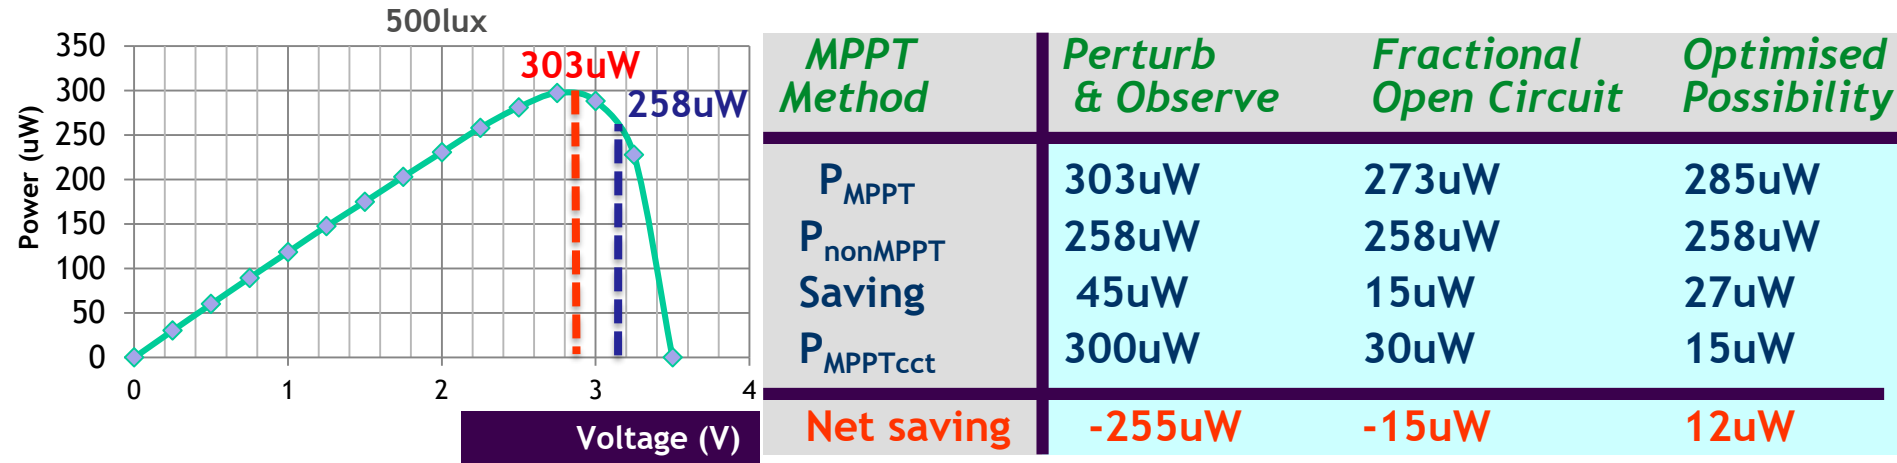 500lux
350
300
250
200
150
100
50
0
Power (uW)
303uW
258uW
0 1 2 3 4
Voltage (V)
MPPT Method Perturb & Observe Fractional Open Circuit Optimised Possibility
PMPPT 303uW 273uW 285uW
PnonMPPT 258uW 258uW 258uW
Saving 45uW 15uW 27uW
PMPPTcct 300uW 30uW 15uW
Net saving -255uW -15uW 12uW